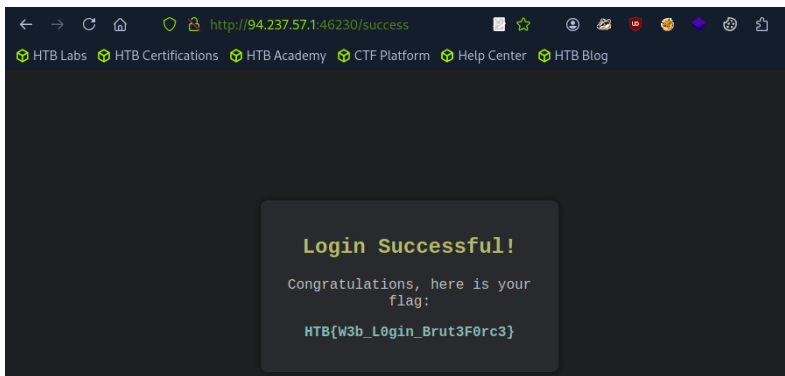 http://94.237.57.1:46230/success
HTB Labs HTB Certifications HTB Academy CTF Platform Help Center HTB Blog
Login Successful!
Congratulations, here is your
flag:
HTB{W3b_L0gin_Brut3F0rc3}